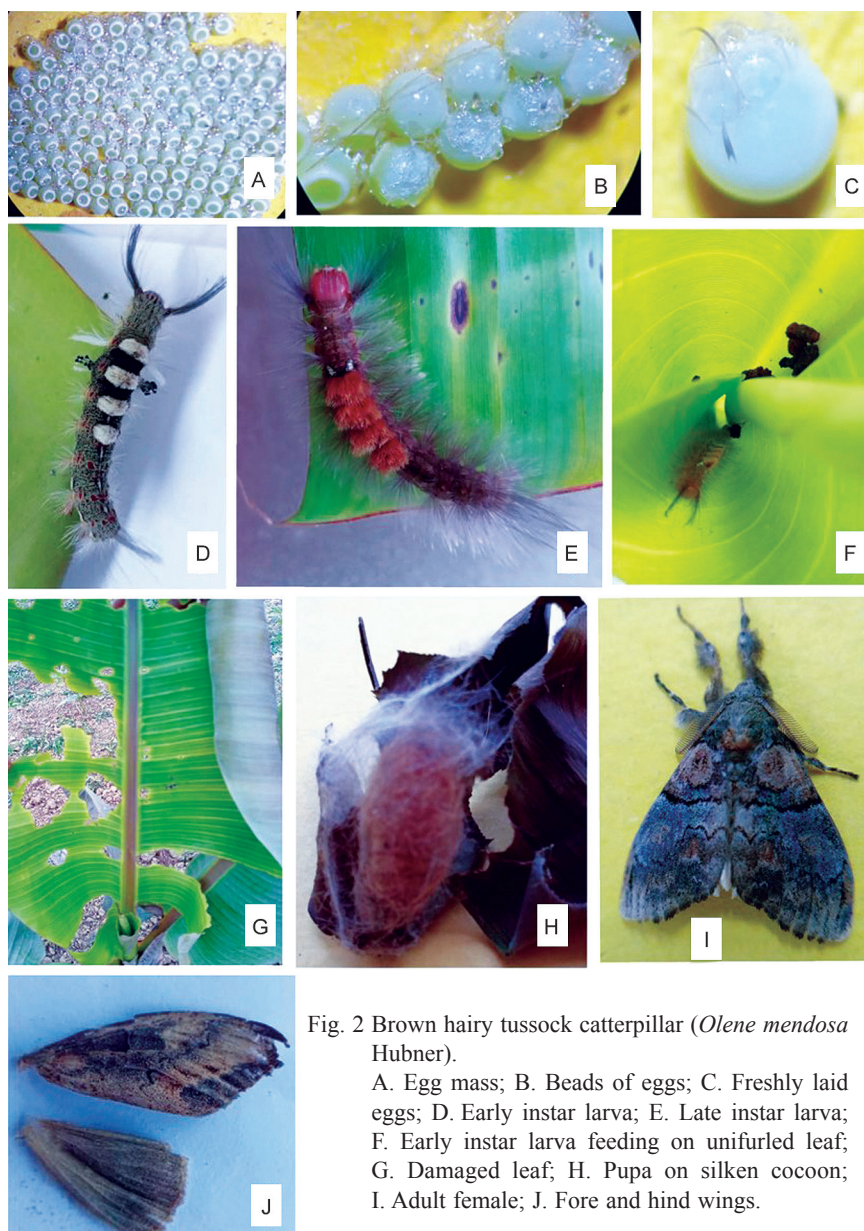 A
B
C
D
E
F
G
H
I
J
Fig. 2 Brown hairy tussock catterpillar (Olene mendosa
Hubner).
A. Egg mass; B. Beads of eggs; C. Freshly laid
eggs; D. Early instar larva; E. Late instar larva;
F. Early instar larva feeding on unifurled leaf;
G. Damaged leaf; H. Pupa on silken cocoon;
I. Adult female; J. Fore and hind wings.